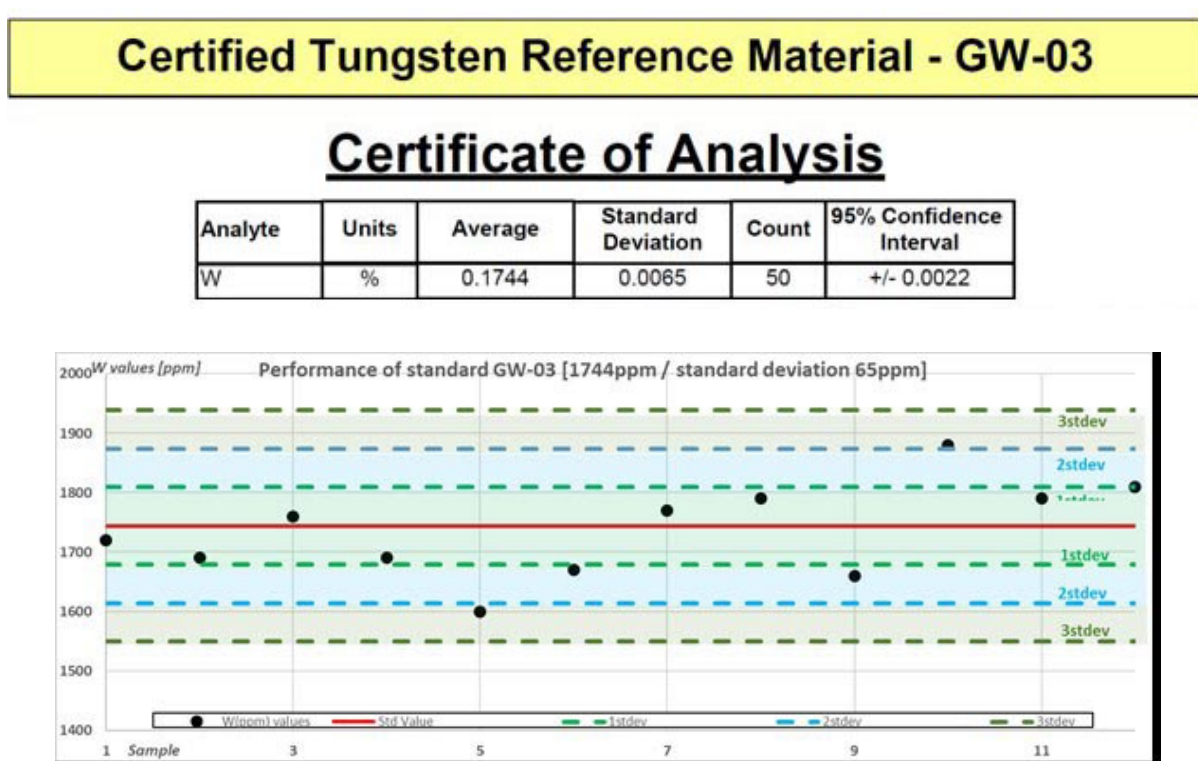 Certified Tungsten Reference Material - GW-03
Certificate of Analysis
Analyte Units Average Standard Deviation Count 95% Confidence Interval
W % 0.1744 0.0065 50 +/- 0.0022
W values [ppm] Performance of standard GW-03 [1744ppm / standard deviation 65ppm]
2000
3stdev
1900
2stdev
1800
1stdev
1700
1stdev
1600
2stdev
3stdev
1500
W(ppm) values Std Value 1stdev 2stdev 3stdev
1400
1 Sample 3 5 7 9 11